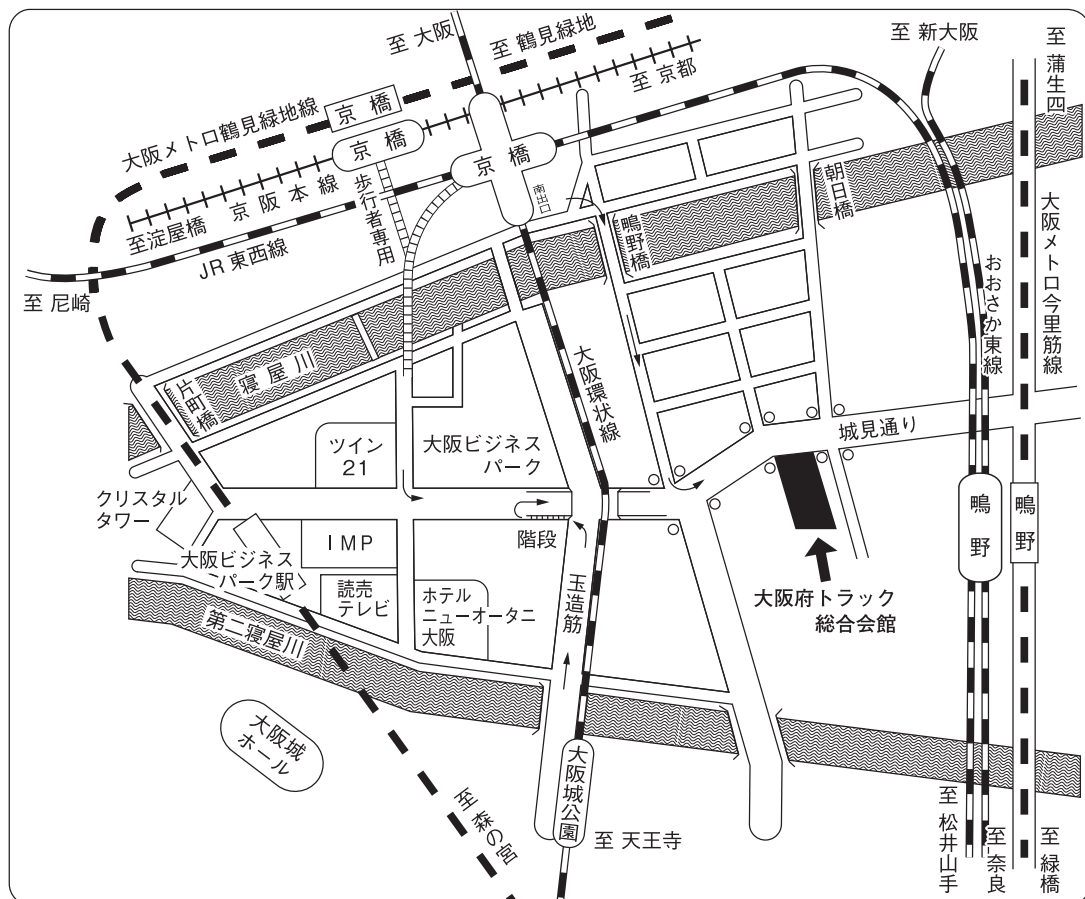 至 大阪
至 鶴見緑地
至 京都
至 新大阪
至 蒲生四
大阪メトロ鶴見緑地線
京橋
京橋
京橋
南出口
京阪本線
歩行者専用
至淀屋橋
JR東西線
至 尼崎
鴫野橋
朝日橋
おおさか東線
大阪メトロ今里筋線
片町橋
寝屋川
大阪環状線
城見通り
ツイン
21
大阪ビジネス
パーク
クリスタル
タワー
IMP
階段
鴫野
鴫野
大阪ビジネス
パーク駅
読売
テレビ
ホテル
ニューオータニ
大阪
玉造筋
大阪府トラック
総合会館
第二寝屋川
大阪城
ホール
大阪城公園
至 森の宮
至 天王寺
至 松井山手
至 奈良
至 緑橋